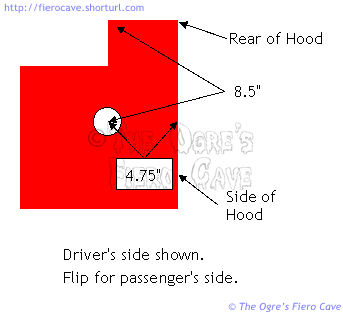 http://fierocave.shorturl.com
Rear of Hood
8.5"
© The Ogre's
Fiero Cave
4.75"
Side of
Hood
Driver's side shown.
Flip for passenger's side.
© The Ogre's Fiero Cave